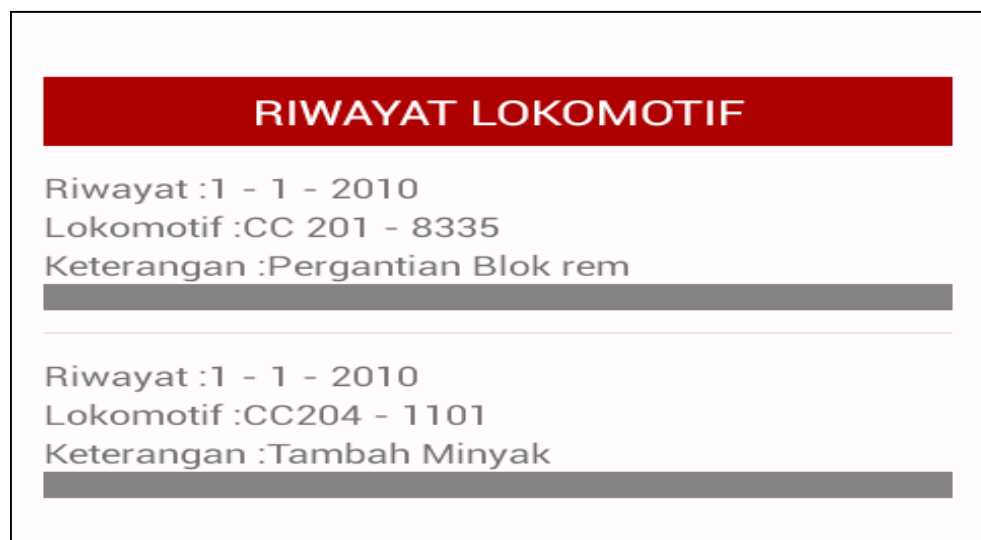 RIWAYAT LOKOMOTIF
Riwayat :1 - 1 - 2010
Lokomotif :CC 201 - 8335
Keterangan :Pergantian Blok rem
Riwayat :1 - 1 - 2010
Lokomotif :CC204 - 1101
Keterangan :Tambah Minyak